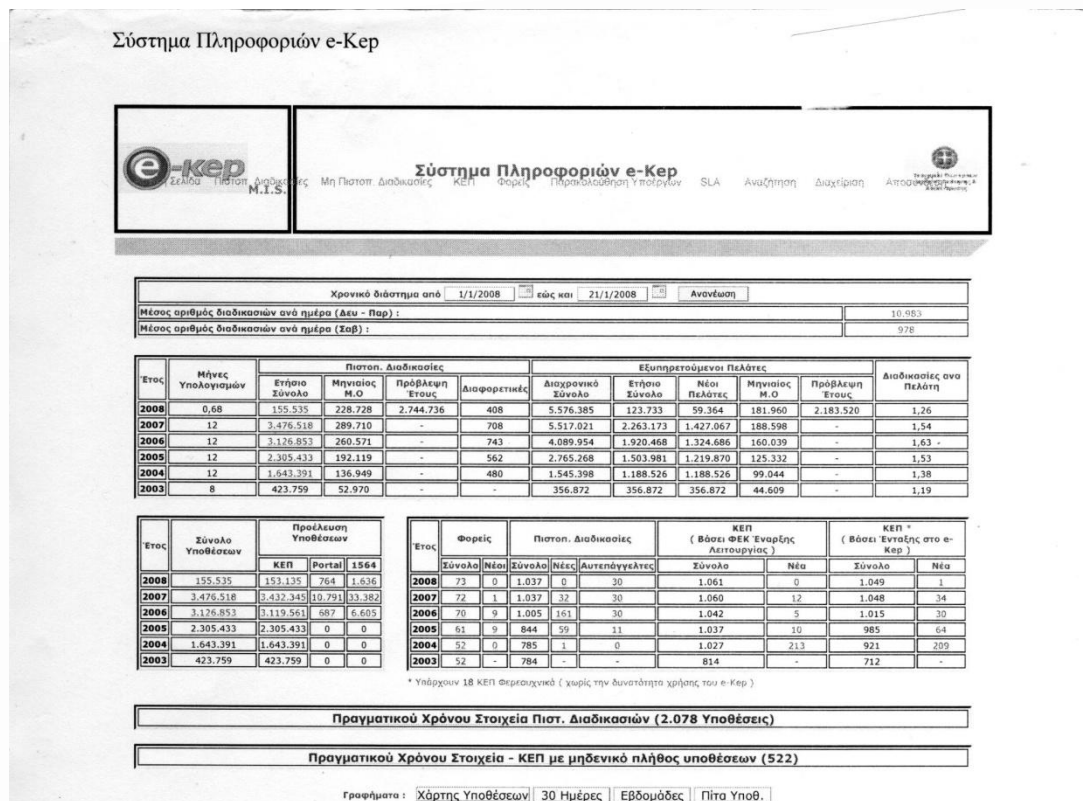 Σύστημα Πληροφοριών e-Kep
e-kep
M.I.S.
Σύστημα Πληροφοριών e-Kep
Σελίδα Πιστοπ. Διαδικασίες Μη Πιστοπ. Διαδικασίες ΚΕΠ Φορείς Παρακολούθηση Υποέργων SLA Αναζήτηση Διαχείριση
Χρονικό διάστημα από 1/1/2008 εώς και 21/1/2008 Ανανέωση
Μέσος αριθμός διαδικασιών ανά ημέρα (Δευ - Παρ) : 10.983
Μέσος αριθμός διαδικασιών ανά ημέρα (Σαβ) : 978
Έτος Μήνες Υπολογισμών Πιστοπ. Διαδικασίες Εξυπηρετούμενοι Πελάτες Διαδικασίες ανα Πελάτη
Ετήσιο Σύνολο Μηνιαίος Μ.Ο Πρόβλεψη Έτους Διαφορετικές Διαχρονικό Σύνολο Ετήσιο Σύνολο Νέοι Πελάτες Μηνιαίος Μ.Ο Πρόβλεψη Έτους
2008 0,68 155.535 228.728 2.744.736 408 5.576.385 123.733 59.364 181.960 2.183.520 1,26
2007 12 3.476.518 289.710 - 708 5.517.021 2.263.173 1.427.067 188.598 - 1,54
2006 12 3.126.853 260.571 - 743 4.089.954 1.920.468 1.324.686 160.039 - 1,63 -
2005 12 2.305.433 192.119 - 562 2.765.268 1.503.981 1.219.870 125.332 - 1,53
2004 12 1.643.391 136.949 - 480 1.545.398 1.188.526 1.188.526 99.044 - 1,38
2003 8 423.759 52.970 - - 356.872 356.872 356.872 44.609 - 1,19
Έτος Σύνολο Υποθέσεων Προέλευση Υποθέσεων
ΚΕΠ Portal 1564
2008 155.535 153.135 764 1.636
2007 3.476.518 3.432.345 10.791 33.382
2006 3.126.853 3.119.561 687 6.605
2005 2.305.433 2.305.433 0 0
2004 1.643.391 1.643.391 0 0
2003 423.759 423.759 0 0
Έτος Φορείς Πιστοπ. Διαδικασίες ΚΕΠ ( Βάσει ΦΕΚ Έναρξης Λειτουργίας ) ΚΕΠ * ( Βάσει Ένταξης στο e-Kep )
Σύνολο Νέοι Σύνολο Νέες Αυτεπάγγελτες Σύνολο Νέα Σύνολο Νέα
2008 73 0 1.037 0 30 1.061 0 1.049 1
2007 72 1 1.037 32 30 1.060 12 1.048 34
2006 70 9 1.005 161 30 1.042 5 1.015 30
2005 61 9 844 59 11 1.037 10 985 64
2004 52 0 785 1 0 1.027 213 921 209
2003 52 - 784 - - 814 - 712 -
* Υπάρχουν 18 ΚΕΠ Φερεουχνικά ( χωρίς την δυνατότητα χρήσης του e-Kep )
Πραγματικού Χρόνου Στοιχεία Πιστ. Διαδικασιών (2.078 Υποθέσεις)
Πραγματικού Χρόνου Στοιχεία - ΚΕΠ με μηδενικό πλήθος υποθέσεων (522)
Γραφήματα : Χάρτης Υποθέσεων 30 Ημέρες Εβδομάδες Πίτα Υποθ.